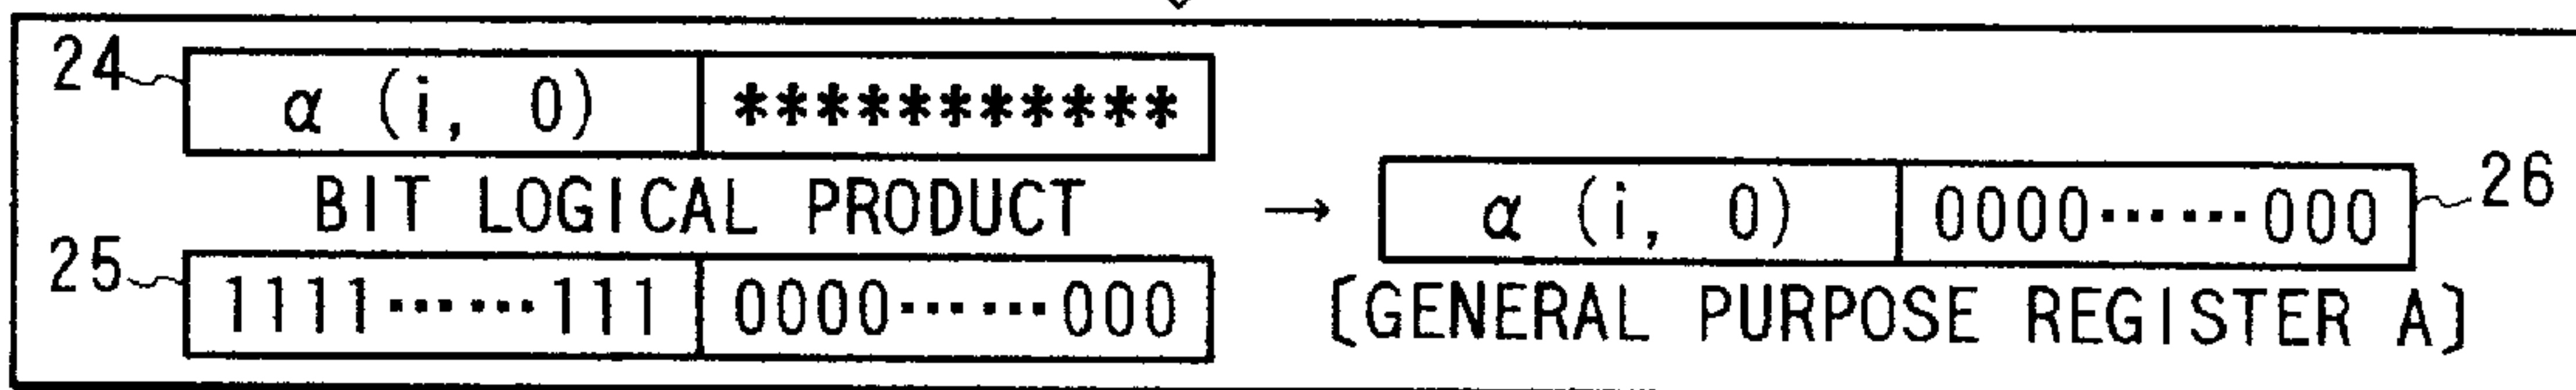 24 α (i, 0) ***********
BIT LOGICAL PRODUCT → α (i, 0) 0000……000 26
25 1111……111 0000……000
[GENERAL PURPOSE REGISTER A]